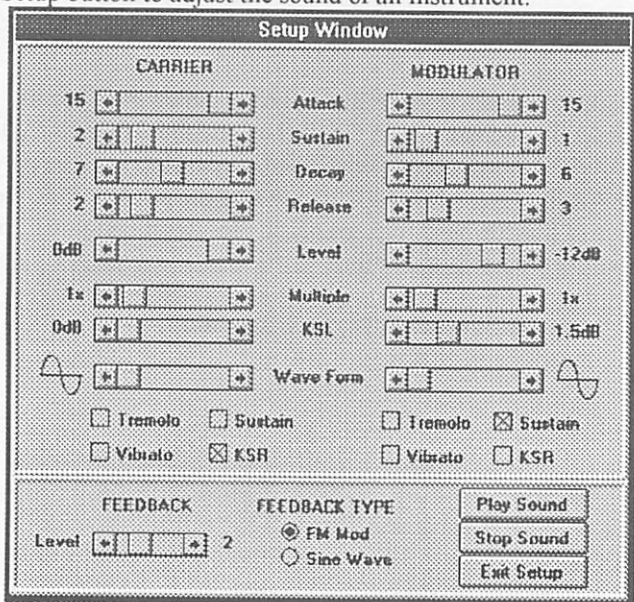 Setup button to adjust the sound of an instrument.
Setup Window
CARRIER MODULATOR
15 Attack 15
2 Sustain 1
7 Decay 6
2 Release 3
0dB Level -12dB
1x Multiple 1x
0dB KSL 1.5dB
Wave Form
Tremolo Sustain Tremolo Sustain
Vibrato KSR Vibrato KSR
FEEDBACK FEEDBACK TYPE Play Sound
Level 2 FM Mod Stop Sound
Sine Wave Exit Setup